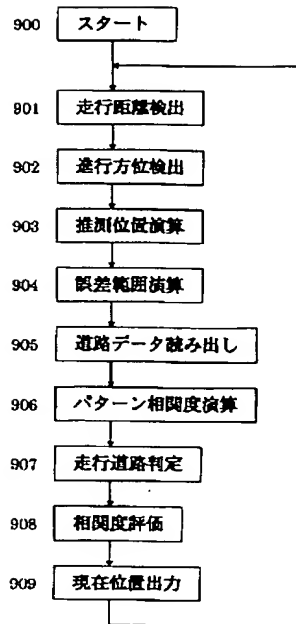 900 スタート
901 走行距離検出
902 進行方位検出
903 推測位置演算
904 誤差範囲演算
905 道路データ読み出し
906 パターン相関度演算
907 走行道路判定
908 相関度評価
909 現在位置出力